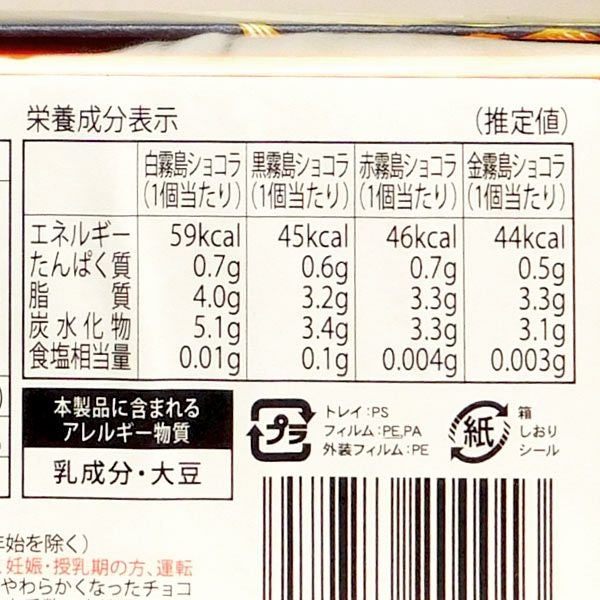 栄養成分表示 (推定値)
白霧島ショコラ 黒霧島ショコラ 赤霧島ショコラ 金霧島ショコラ
(1個当たり) (1個当たり) (1個当たり) (1個当たり)
エネルギー 59kcal 45kcal 46kcal 44kcal
たんぱく質 0.7g 0.6g 0.7g 0.5g
脂質 4.0g 3.2g 3.3g 3.3g
炭水化物 5.1g 3.4g 3.3g 3.1g
食塩相当量 0.01g 0.1g 0.004g 0.003g
本製品に含まれる
アレルギー物質
乳成分・大豆
プラ
トレイ:PS
フィルム:PE,PA
外装フィルム:PE
紙
箱
しおり
シール
始を除く)
妊娠・授乳期の方、運転
やわらかくなったチョコ